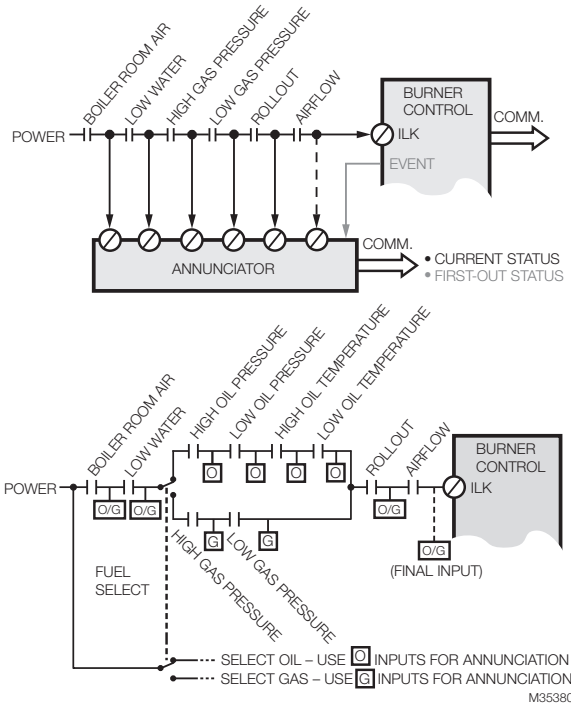 BOILER ROOM AIR
LOW WATER
HIGH GAS PRESSURE
LOW GAS PRESSURE
ROLLOUT
AIRFLOW
POWER
BURNER
CONTROL
ILK
EVENT
COMM.
ANNUNCIATOR
COMM.
• CURRENT STATUS
• FIRST-OUT STATUS
BOILER ROOM AIR
LOW WATER
HIGH OIL PRESSURE
LOW OIL PRESSURE
HIGH OIL TEMPERATURE
LOW OIL TEMPERATURE
ROLLOUT
AIRFLOW
BURNER
CONTROL
POWER
ILK
O
O
O
O
O/G
O/G
O/G
G
G
O/G
(FINAL INPUT)
HIGH GAS PRESSURE
LOW GAS PRESSURE
FUEL
SELECT
SELECT OIL – USE O INPUTS FOR ANNUNCIATION
SELECT GAS – USE G INPUTS FOR ANNUNCIATION